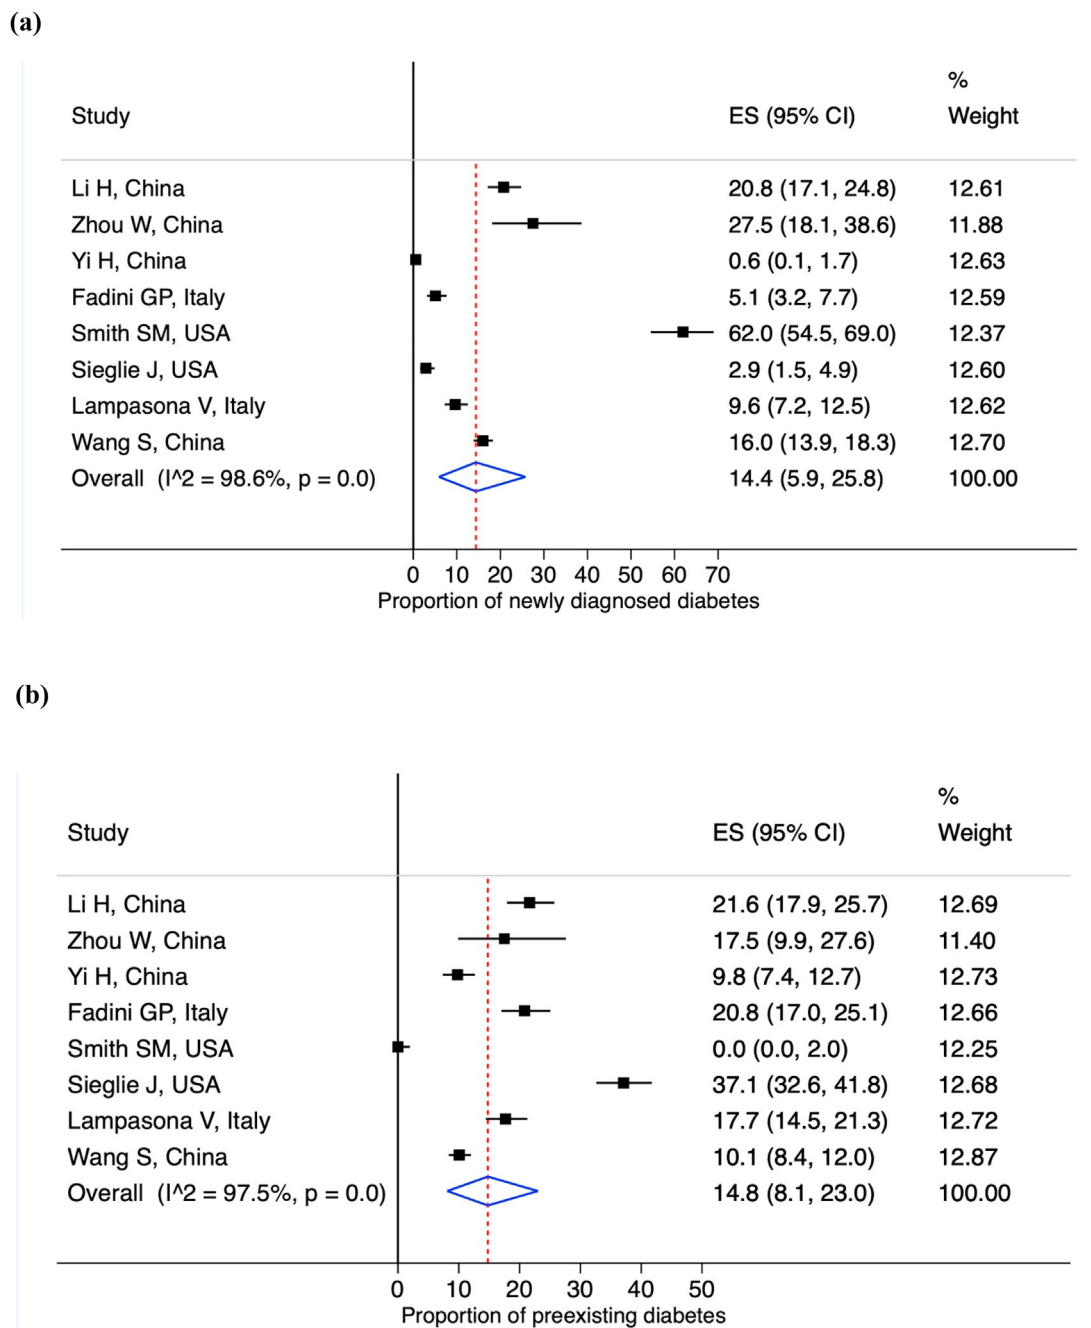 (a)
%
Study ES (95% CI) Weight
Li H, China 20.8 (17.1, 24.8) 12.61
Zhou W, China 27.5 (18.1, 38.6) 11.88
Yi H, China 0.6 (0.1, 1.7) 12.63
Fadini GP, Italy 5.1 (3.2, 7.7) 12.59
Smith SM, USA 62.0 (54.5, 69.0) 12.37
Sieglie J, USA 2.9 (1.5, 4.9) 12.60
Lampasona V, Italy 9.6 (7.2, 12.5) 12.62
Wang S, China 16.0 (13.9, 18.3) 12.70
Overall (I^2 = 98.6%, p = 0.0) 14.4 (5.9, 25.8) 100.00
0 10 20 30 40 50 60 70
Proportion of newly diagnosed diabetes
(b)
%
Study ES (95% CI) Weight
Li H, China 21.6 (17.9, 25.7) 12.69
Zhou W, China 17.5 (9.9, 27.6) 11.40
Yi H, China 9.8 (7.4, 12.7) 12.73
Fadini GP, Italy 20.8 (17.0, 25.1) 12.66
Smith SM, USA 0.0 (0.0, 2.0) 12.25
Sieglie J, USA 37.1 (32.6, 41.8) 12.68
Lampasona V, Italy 17.7 (14.5, 21.3) 12.72
Wang S, China 10.1 (8.4, 12.0) 12.87
Overall (I^2 = 97.5%, p = 0.0) 14.8 (8.1, 23.0) 100.00
0 10 20 30 40 50
Proportion of preexisting diabetes